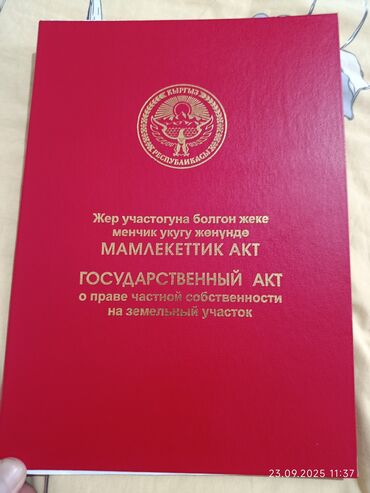 КЫРГЫЗ
РЕСПУБЛИКАСЫ
Жер участогуна болгон жеке
менчик укугу жөнүндө
МАМЛЕКЕТТИК АКТ
ГОСУДАРСТВЕННЫЙ АКТ
о праве частной собственности
на земельный участок
23.09.2025 11:37